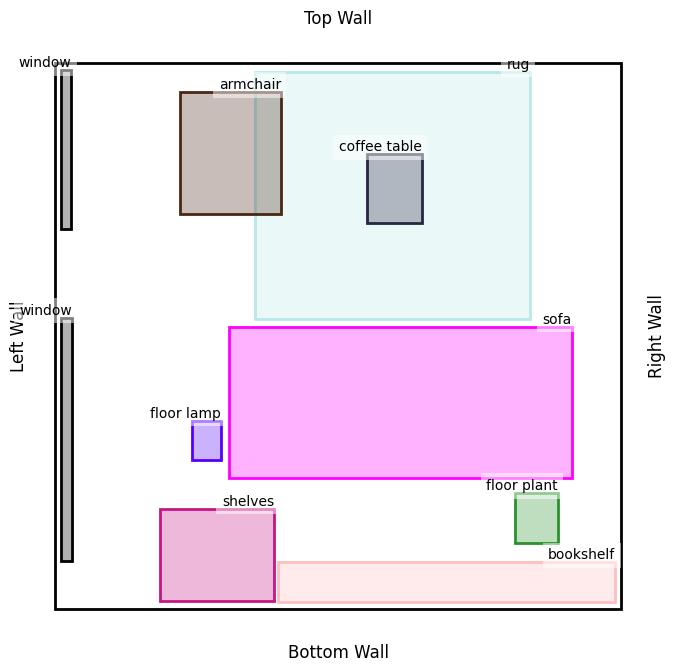 Top Wall
window
rug
armchair
coffee table
window
Left Wall
Right Wall
sofa
floor lamp
floor plant
shelves
bookshelf
Bottom Wall